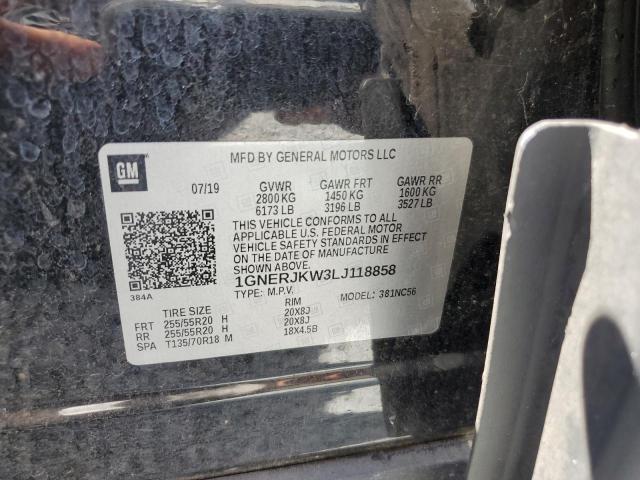 MFD BY GENERAL MOTORS LLC
GM
07/19 GVWR GAWR FRT GAWR RR
2800 KG 1450 KG 1600 KG
6173 LB 3196 LB 3527 LB
THIS VEHICLE CONFORMS TO ALL
APPLICABLE U.S. FEDERAL MOTOR
VEHICLE SAFETY STANDARDS IN EFFECT
ON THE DATE OF MANUFACTURE
SHOWN ABOVE.
1GNERJKW3LJ118858
384A
TYPE: M.P.V. MODEL: 381NC56
TIRE SIZE RIM
FRT 255/55R20 H 20X8J
RR 255/55R20 H 20X8J
SPA T135/70R18 M 18X4.5B